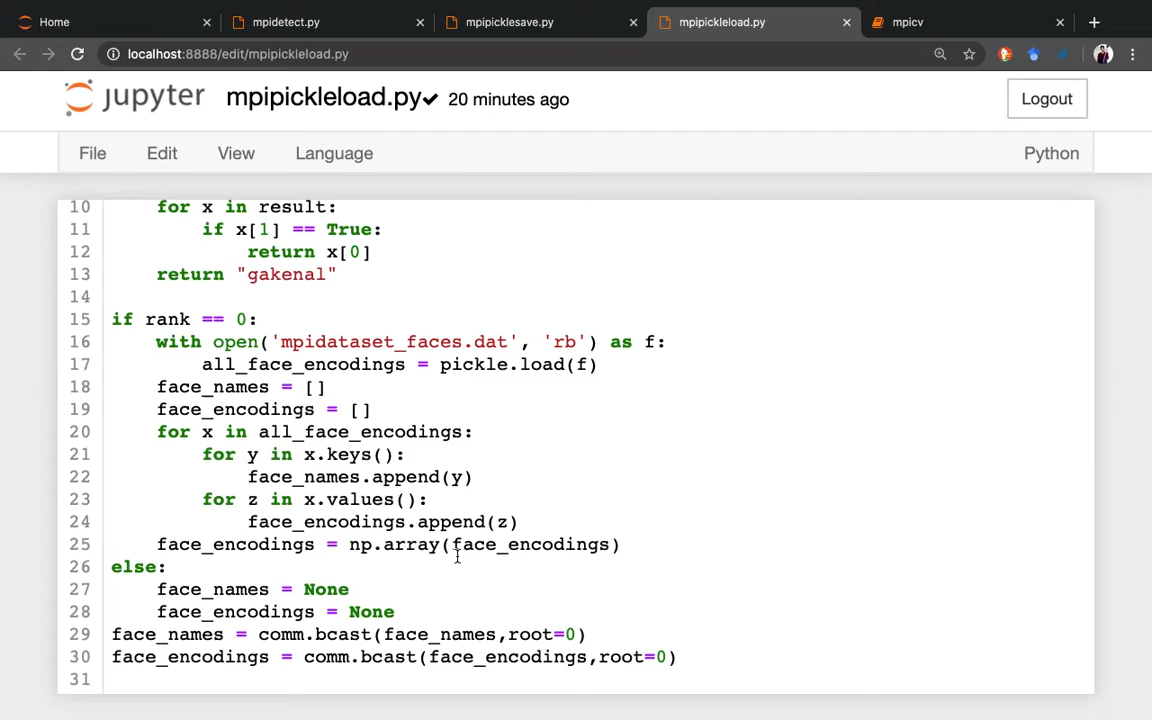 Home
mpidetect.py
mpipicklesave.py
mpipickleload.py
mpicv
localhost:8888/edit/mpipickleload.py
jupyter
mpipickleload.py✔ 20 minutes ago
Logout
File Edit View Language
Python
10 for x in result:
11 if x[1] == True:
12 return x[0]
13 return "gakenal"
14
15 if rank == 0:
16 with open('mpidataset_faces.dat', 'rb') as f:
17 all_face_encodings = pickle.load(f)
18 face_names = []
19 face_encodings = []
20 for x in all_face_encodings:
21 for y in x.keys():
22 face_names.append(y)
23 for z in x.values():
24 face_encodings.append(z)
25 face_encodings = np.array(face_encodings)
26 else:
27 face_names = None
28 face_encodings = None
29 face_names = comm.bcast(face_names,root=0)
30 face_encodings = comm.bcast(face_encodings,root=0)
31